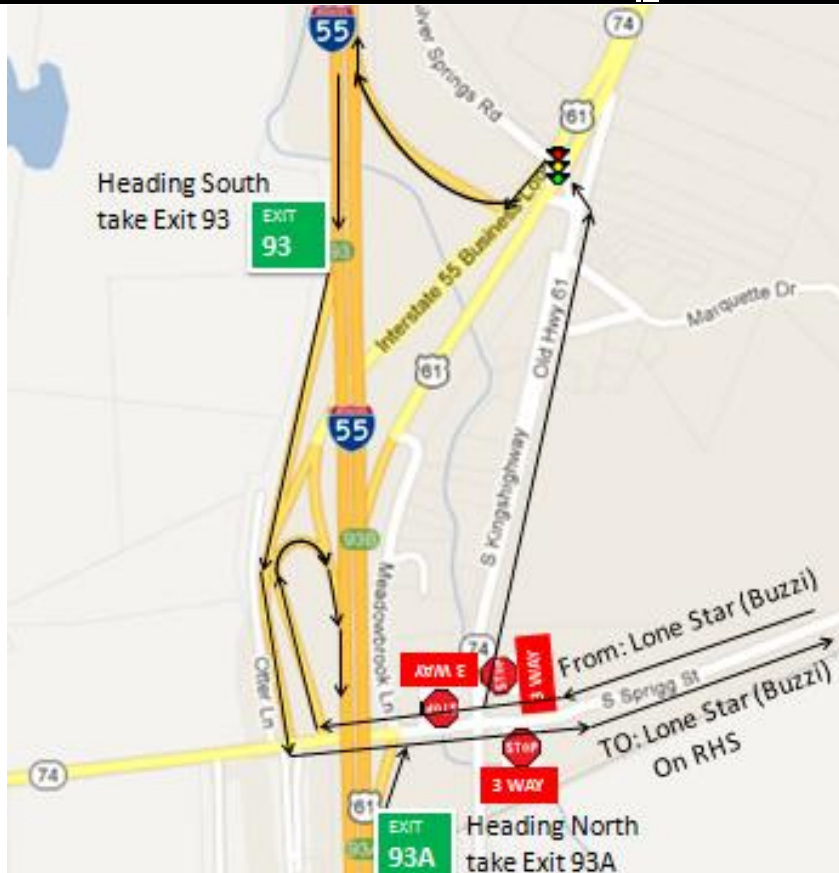 55
74
ulver Springs Rd
61
Heading South
take Exit 93
EXIT
93
93
Interstate 55 Business Loop
Old Hwy 61
Marquette Dr
61
55
S Kingshighway
93B
Meadowbrook Ln
Otter Ln
74
3 WAY
STOP
3 WAY
STOP
From: Lone Star (Buzzi)
S Sprigg St
TO: Lone Star (Buzzi)
On RHS
STOP
3 WAY
74
61
EXIT
93A
Heading North
take Exit 93A